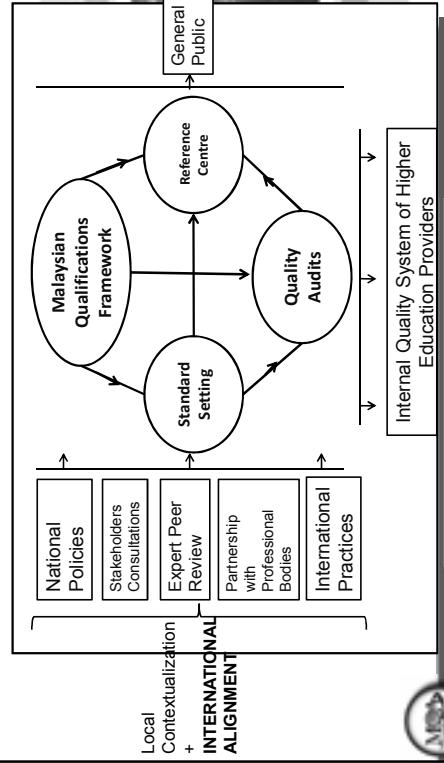 Local
Contextualization
+
INTERNATIONAL
ALIGNMENT
National
Policies
Stakeholders
Consultations
Expert Peer
Review
Partnership
with
Professional
Bodies
International
Practices
Malaysian
Qualifications
Framework
Standard
Setting
Reference
Centre
Quality
Audits
General
Public
Internal Quality System of Higher
Education Providers